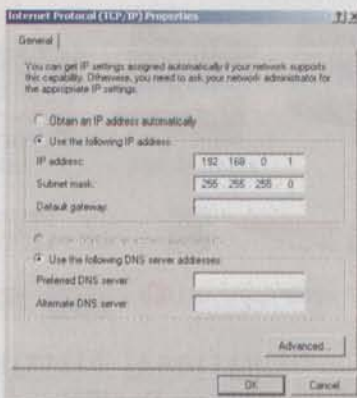 Internet Protocol (TCP/IP) Properties
General
You can get IP settings assigned automatically if your network supports
this capability. Otherwise, you need to ask your network administrator for
the appropriate IP settings.
Obtain an IP address automatically
Use the following IP address:
IP address: 192 . 168 . 0 . 1
Subnet mask: 255 . 255 . 255 . 0
Default gateway:
Use the following DNS server addresses:
Preferred DNS server:
Alternate DNS server:
Advanced...
OK Cancel